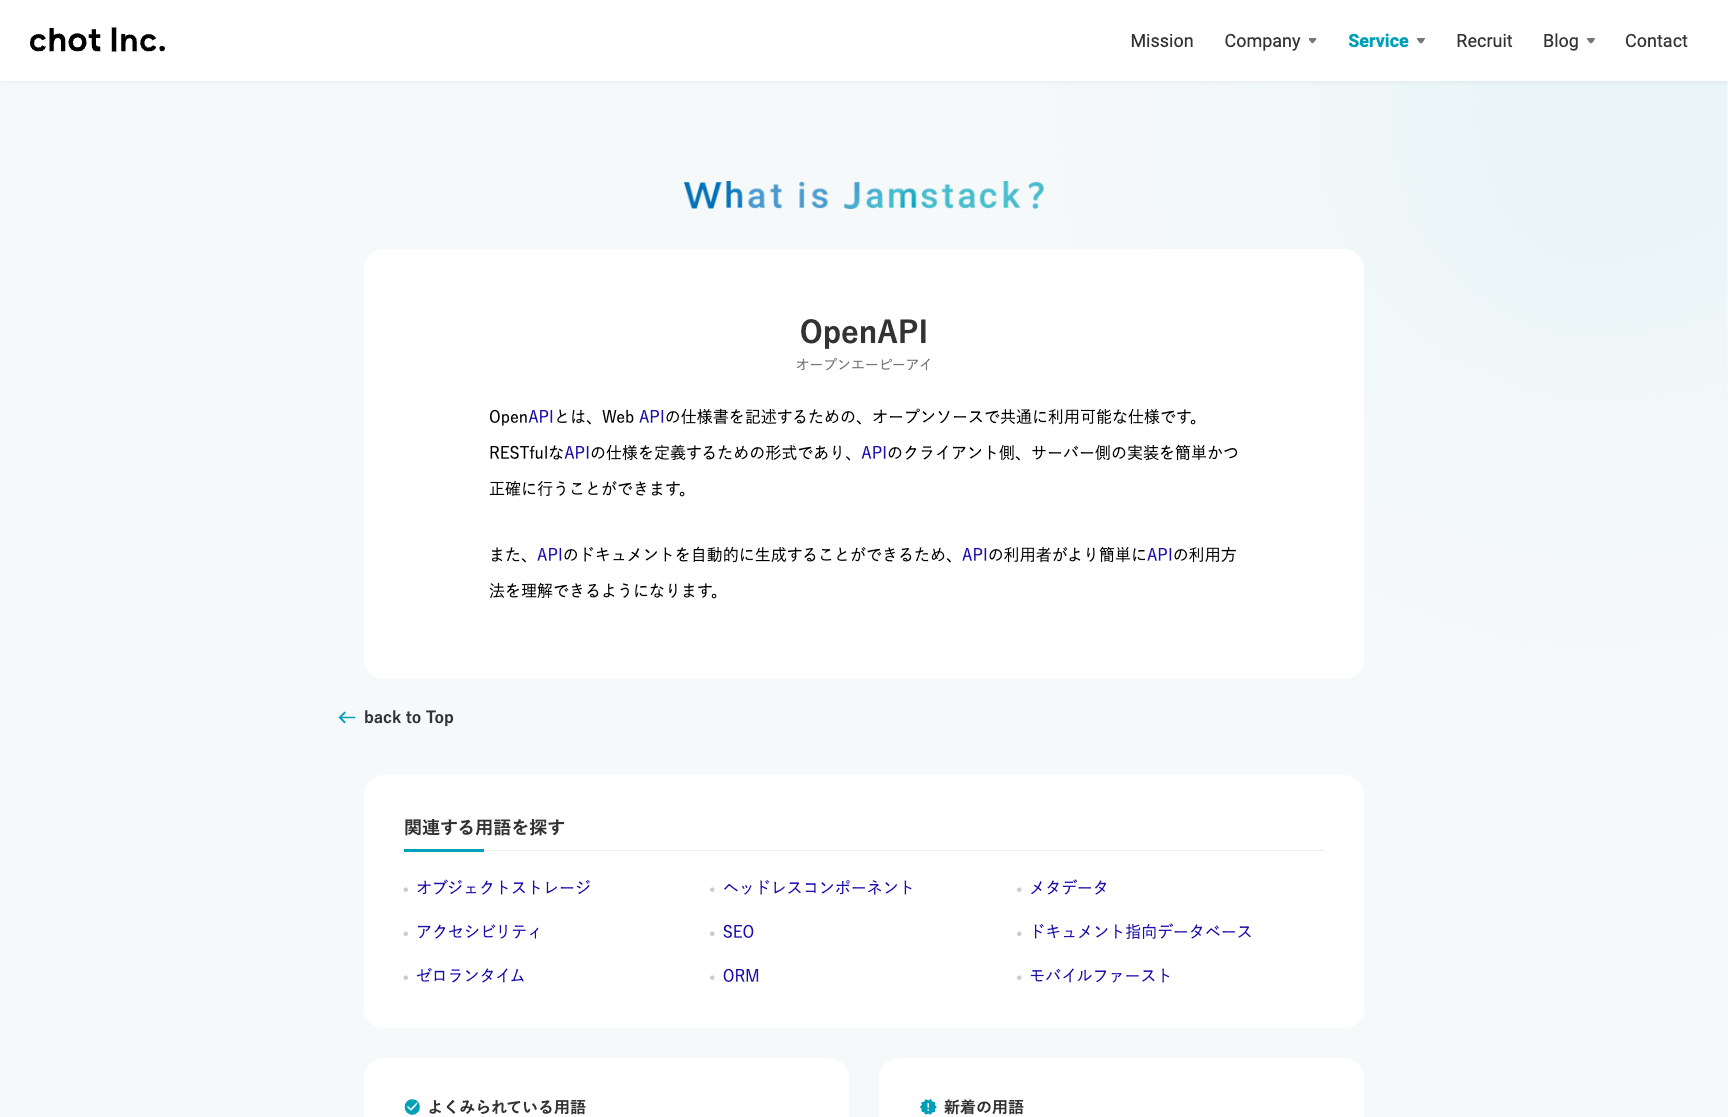 chot Inc.
Mission Company Service Recruit Blog Contact
What is Jamstack?
OpenAPI
オープンエーピーアイ
OpenAPIとは、Web APIの仕様書を記述するための、オープンソースで共通に利用可能な仕様です。
RESTfulなAPIの仕様を定義するための形式であり、APIのクライアント側、サーバー側の実装を簡単かつ
正確に行うことができます。
また、APIのドキュメントを自動的に生成することができるため、APIの利用者がより簡単にAPIの利用方
法を理解できるようになります。
back to Top
関連する用語を探す
オブジェクトストレージ ヘッドレスコンポーネント メタデータ
アクセシビリティ SEO ドキュメント指向データベース
ゼロランタイム ORM モバイルファースト
よくみられている用語 新着の用語